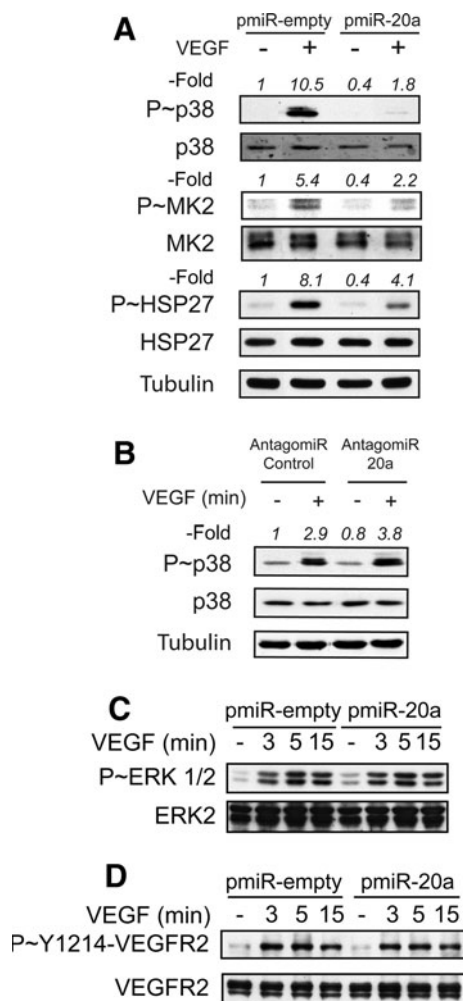 A
pmiR-empty pmiR-20a
VEGF - + - +
-Fold 1 10.5 0.4 1.8
P~p38
p38
-Fold 1 5.4 0.4 2.2
P~MK2
MK2
-Fold 1 8.1 0.4 4.1
P~HSP27
HSP27
Tubulin
B
AntagomiR AntagomiR
Control 20a
VEGF (min) - + - +
-Fold 1 2.9 0.8 3.8
P~p38
p38
Tubulin
C
pmiR-empty pmiR-20a
VEGF (min) - 3 5 15 - 3 5 15
P~ERK 1/2
ERK2
D
pmiR-empty pmiR-20a
VEGF (min) - 3 5 15 - 3 5 15
P~Y1214-VEGFR2
VEGFR2